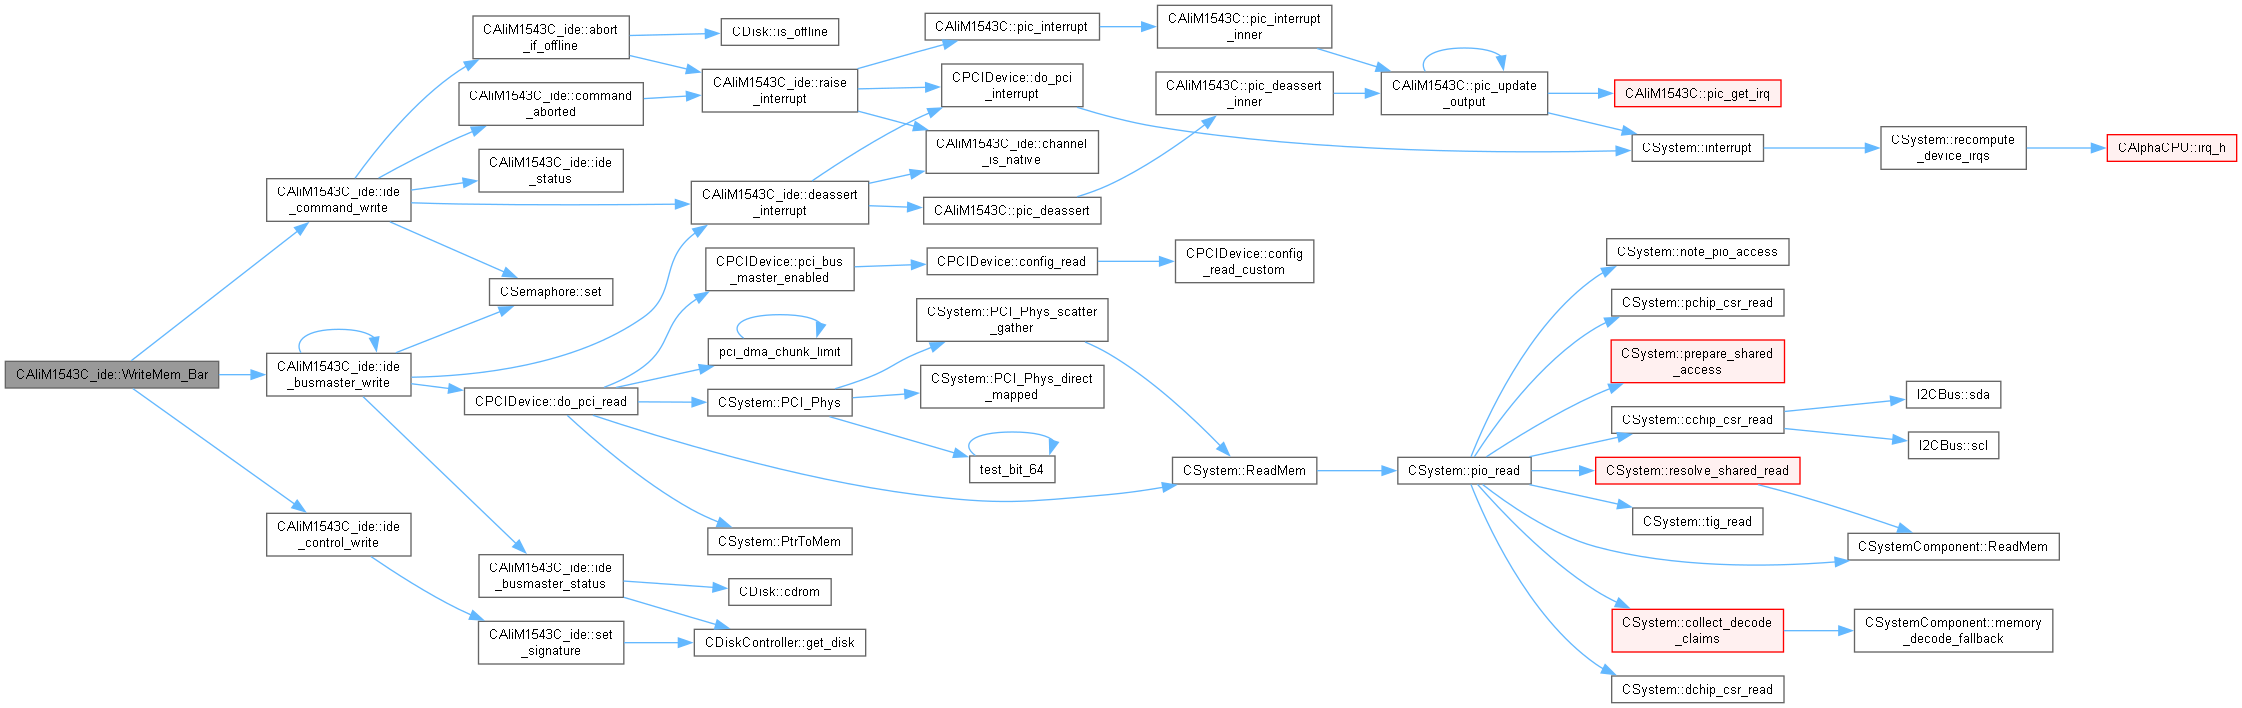 CAliM1543C_ide::WriteMem_Bar
CAliM1543C_ide::ide
_command_write
CAliM1543C_ide::ide
_busmaster_write
CAliM1543C_ide::ide
_control_write
CAliM1543C_ide::abort
_if_offline
CAliM1543C_ide::command
_aborted
CAliM1543C_ide::ide
_status
CSemaphore::set
CPCIDevice::do_pci_read
CAliM1543C_ide::ide
_busmaster_status
CAliM1543C_ide::set
_signature
CDisk::is_offline
CAliM1543C_ide::raise
_interrupt
CAliM1543C_ide::deassert
_interrupt
CPCIDevice::pci_bus
_master_enabled
pci_dma_chunk_limit
CSystem::PCI_Phys
CSystem::PtrToMem
CDisk::cdrom
CDiskController::get_disk
CAliM1543C::pic_interrupt
CPCIDevice::do_pci
_interrupt
CAliM1543C_ide::channel
_is_native
CAliM1543C::pic_deassert
CPCIDevice::config_read
CSystem::PCI_Phys_scatter
_gather
CSystem::PCI_Phys_direct
_mapped
test_bit_64
CAliM1543C::pic_interrupt
_inner
CAliM1543C::pic_deassert
_inner
CPCIDevice::config
_read_custom
CSystem::ReadMem
CAliM1543C::pic_update
_output
CSystem::pio_read
CAliM1543C::pic_get_irq
CSystem::interrupt
CSystem::note_pio_access
CSystem::pchip_csr_read
CSystem::prepare_shared
_access
CSystem::cchip_csr_read
CSystem::resolve_shared_read
CSystem::tig_read
CSystem::collect_decode
_claims
CSystem::dchip_csr_read
CSystem::recompute
_device_irqs
I2CBus::sda
I2CBus::scl
CSystemComponent::ReadMem
CSystemComponent::memory
_decode_fallback
CAlphaCPU::irq_h